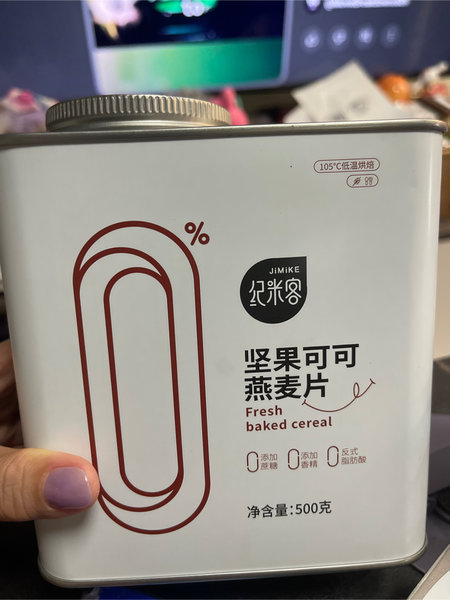 105°C低温烘焙
0%
JiMiKE
纪米客
坚果可可
燕麦片
Fresh
baked cereal
0添加蔗糖
0添加香精
0反式脂肪酸
净含量:500克